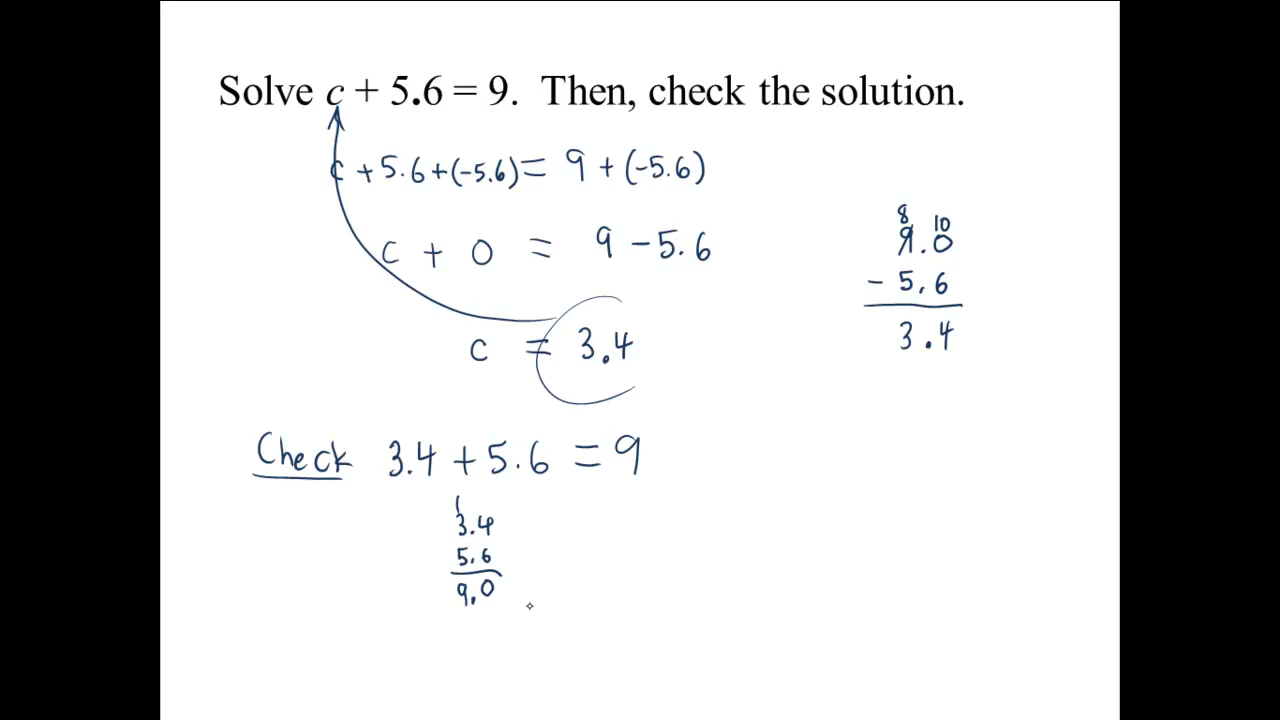 Solve c + 5.6 = 9. Then, check the solution.
c + 5.6 + (-5.6) = 9 + (-5.6)
c + 0 = 9 - 5.6
c = 3.4
8 10
9.0
- 5.6
3.4
Check 3.4 + 5.6 = 9
1
3.4
5.6
9.0